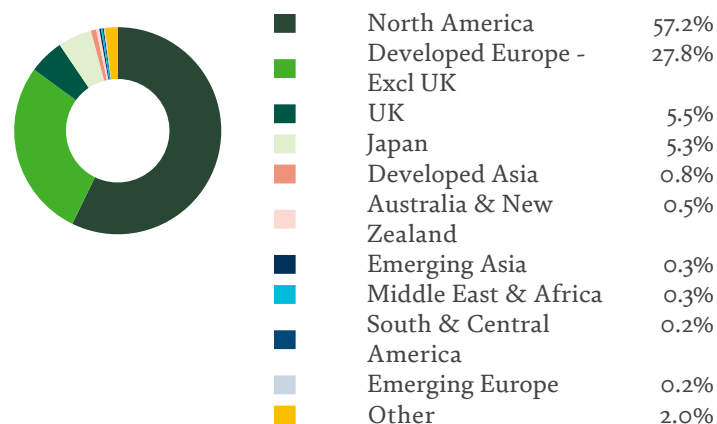 North America 57.2%
Developed Europe - 27.8%
Excl UK
UK 5.5%
Japan 5.3%
Developed Asia 0.8%
Australia & New 0.5%
Zealand
Emerging Asia 0.3%
Middle East & Africa 0.3%
South & Central 0.2%
America
Emerging Europe 0.2%
Other 2.0%